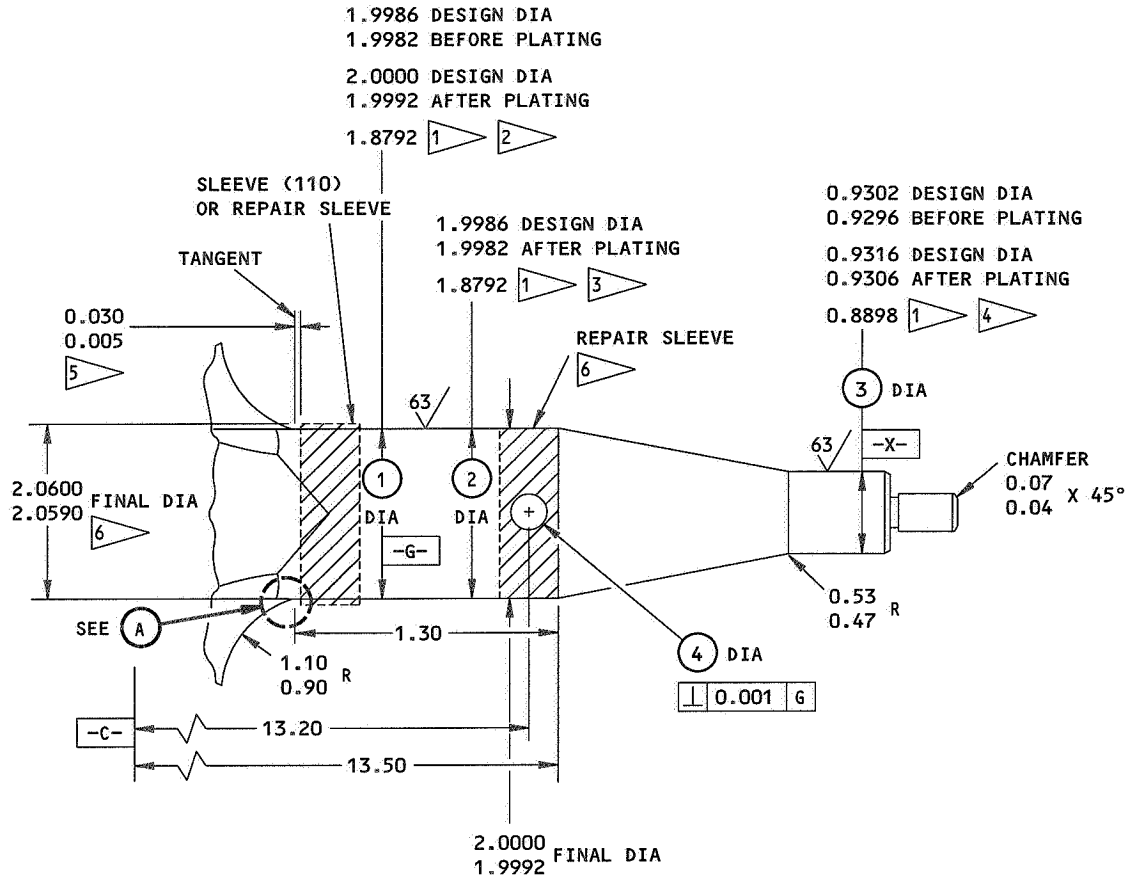 1.9986 DESIGN DIA
1.9982 BEFORE PLATING
2.0000 DESIGN DIA
1.9992 AFTER PLATING
1.8792 1 2
SLEEVE (110)
OR REPAIR SLEEVE
TANGENT
1.9986 DESIGN DIA
1.9982 AFTER PLATING
1.8792 1 3
0.9302 DESIGN DIA
0.9296 BEFORE PLATING
0.9316 DESIGN DIA
0.9306 AFTER PLATING
0.8898 1 4
0.030
0.005
5
REPAIR SLEEVE
6
3 DIA
63
63
-X-
CHAMFER
0.07
0.04 X 45°
2.0600
2.0590 FINAL DIA
6
1
DIA
2
DIA
-G-
+
SEE A
1.30
0.53
0.47 R
1.10
0.90 R
4 DIA
⊥ 0.001 G
-C-
13.20
13.50
2.0000
1.9992 FINAL DIA